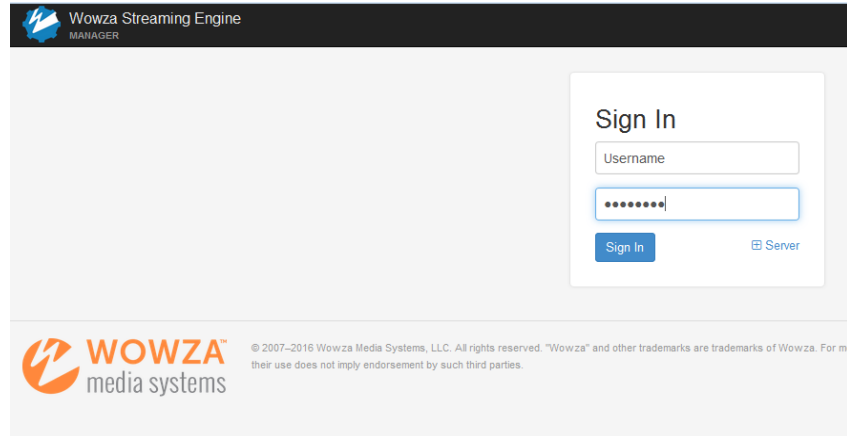 Wowza Streaming Engine
MANAGER
Sign In
Username
••••••••
Sign In
Server
WOWZA™
media systems
© 2007–2016 Wowza Media Systems, LLC. All rights reserved. "Wowza" and other trademarks are trademarks of Wowza. For m
their use does not imply endorsement by such third parties.